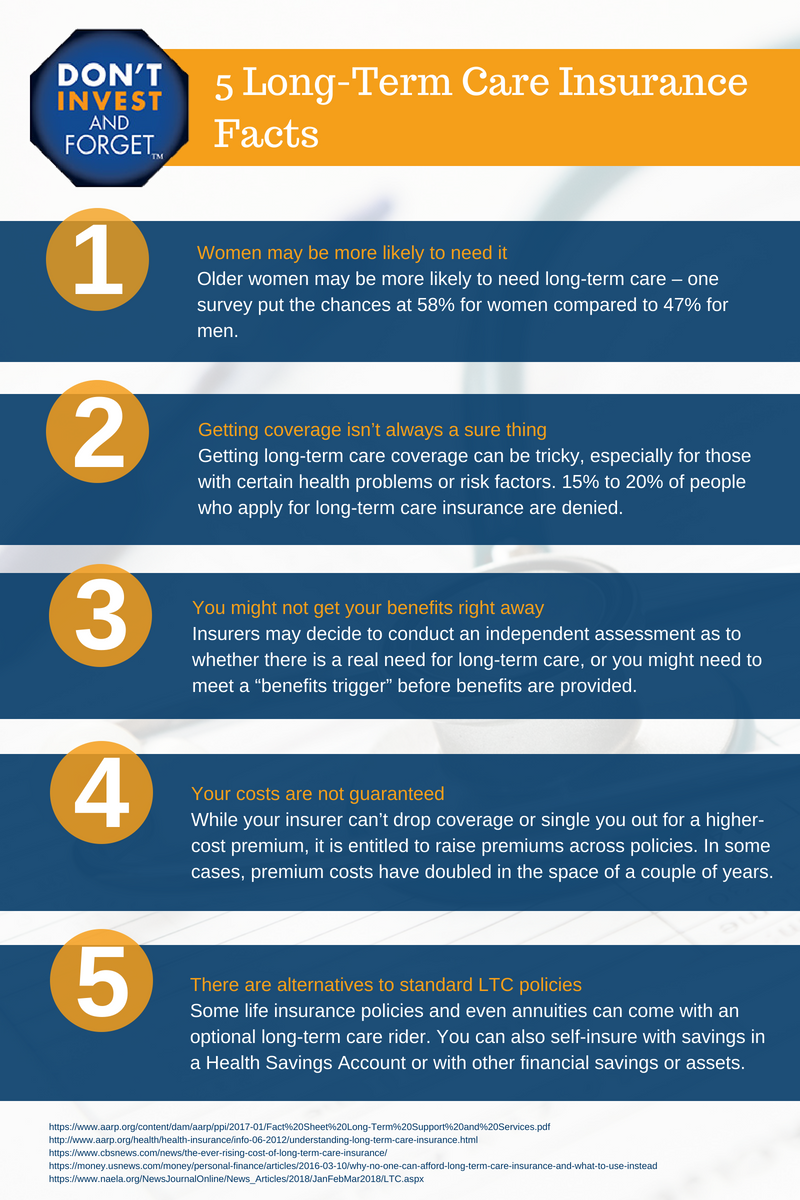 DON'T
INVEST
AND
FORGET™
5 Long-Term Care Insurance
Facts
1
Women may be more likely to need it
Older women may be more likely to need long-term care – one
survey put the chances at 58% for women compared to 47% for
men.
2
Getting coverage isn't always a sure thing
Getting long-term care coverage can be tricky, especially for those
with certain health problems or risk factors. 15% to 20% of people
who apply for long-term care insurance are denied.
3
You might not get your benefits right away
Insurers may decide to conduct an independent assessment as to
whether there is a real need for long-term care, or you might need to
meet a “benefits trigger” before benefits are provided.
4
Your costs are not guaranteed
While your insurer can’t drop coverage or single you out for a higher-
cost premium, it is entitled to raise premiums across policies. In some
cases, premium costs have doubled in the space of a couple of years.
5
There are alternatives to standard LTC policies
Some life insurance policies and even annuities can come with an
optional long-term care rider. You can also self-insure with savings in
a Health Savings Account or with other financial savings or assets.
https://www.aarp.org/content/dam/aarp/ppi/2017-01/Fact%20Sheet%20Long-Term%20Support%20and%20Services.pdf
http://www.aarp.org/health/health-insurance/info-06-2012/understanding-long-term-care-insurance.html
https://www.cbsnews.com/news/the-ever-rising-cost-of-long-term-care-insurance/
https://money.usnews.com/money/personal-finance/articles/2016-03-10/why-no-one-can-afford-long-term-care-insurance-and-what-to-use-instead
https://www.naela.org/NewsJournalOnline/News_Articles/2018/JanFebMar2018/LTC.aspx